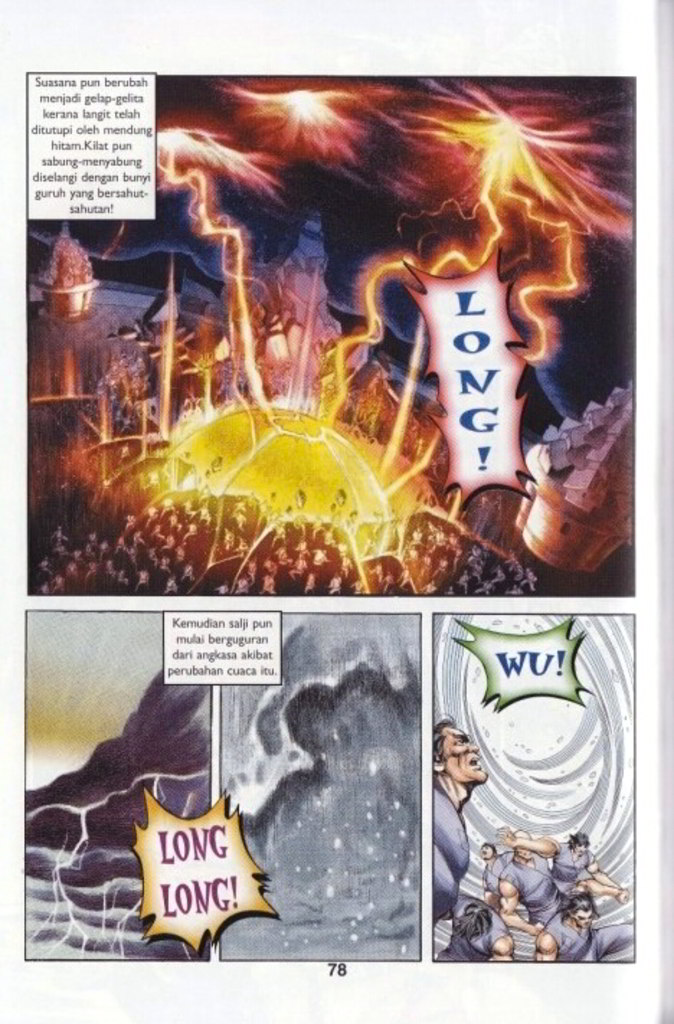 Suasana pun berubah
menjadi gelap-gelita
kerana langit telah
ditutupi oleh mendung
hitam.Kilat pun
sabung-menyabung
diselangi dengan bunyi
guruh yang bersahut-
sahutan!
LONG!
Kemudian salji pun
mulai berguguran
dari angkasa akibat
perubahan cuaca itu.
LONG
LONG!
WU!
78